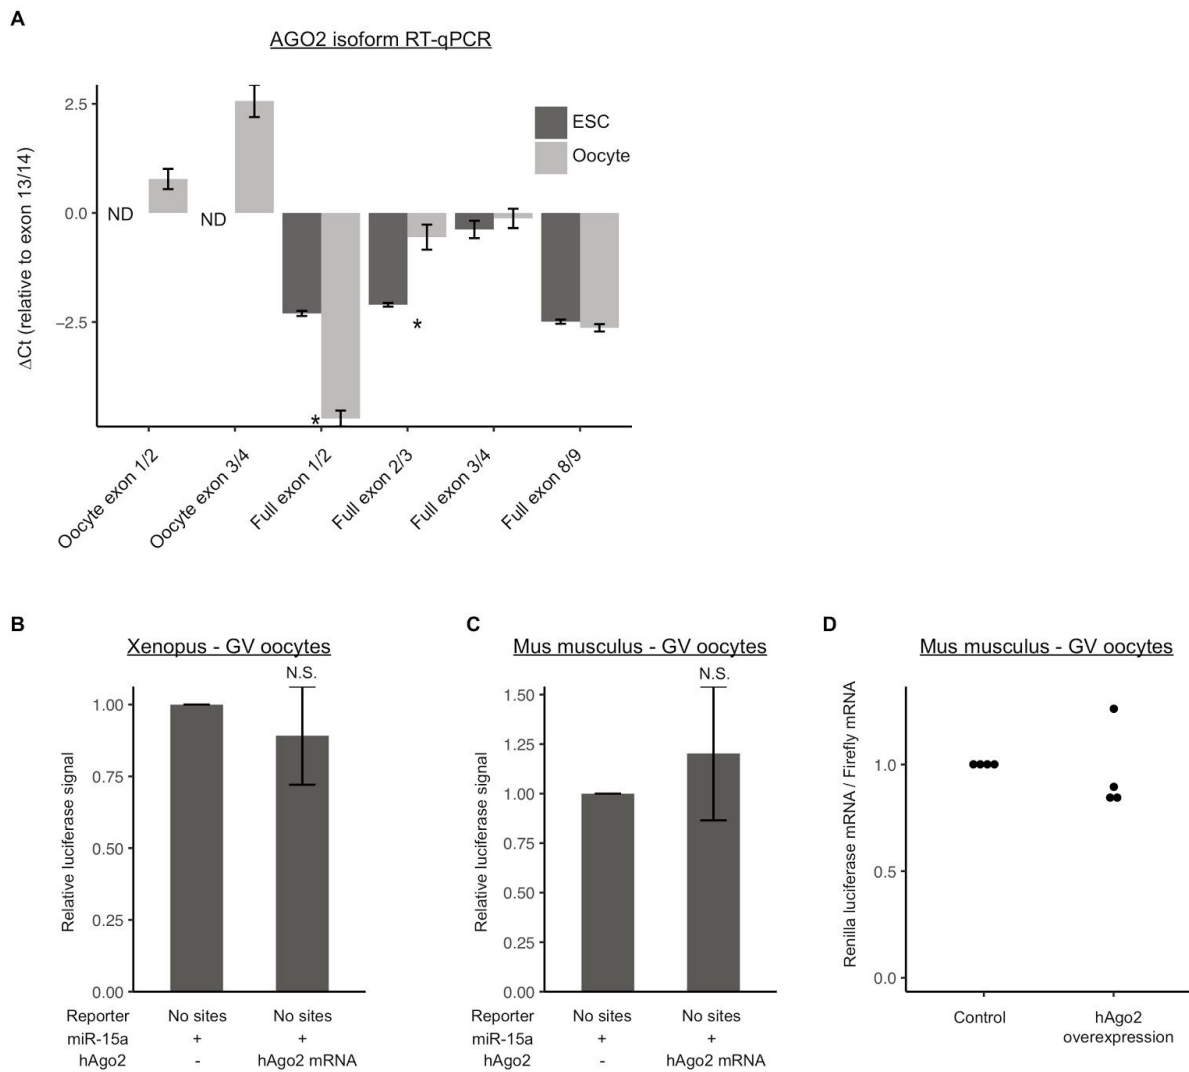 A
AGO2 isoform RT-qPCR
ΔCt (relative to exon 13/14)
2.5
0.0
−2.5
ND
ND
*
*
ESC
Oocyte
Oocyte exon 1/2
Oocyte exon 3/4
Full exon 1/2
Full exon 2/3
Full exon 3/4
Full exon 8/9
B
Xenopus - GV oocytes
N.S.
Relative luciferase signal
1.00
0.75
0.50
0.25
0.00
Reporter No sites No sites
miR-15a + +
hAgo2 - hAgo2 mRNA
C
Mus musculus - GV oocytes
N.S.
Relative luciferase signal
1.50
1.25
1.00
0.75
0.50
0.25
0.00
Reporter No sites No sites
miR-15a + +
hAgo2 - hAgo2 mRNA
D
Mus musculus - GV oocytes
Renilla luciferase mRNA / Firefly mRNA
1.0
0.5
0.0
Control
hAgo2
overexpression